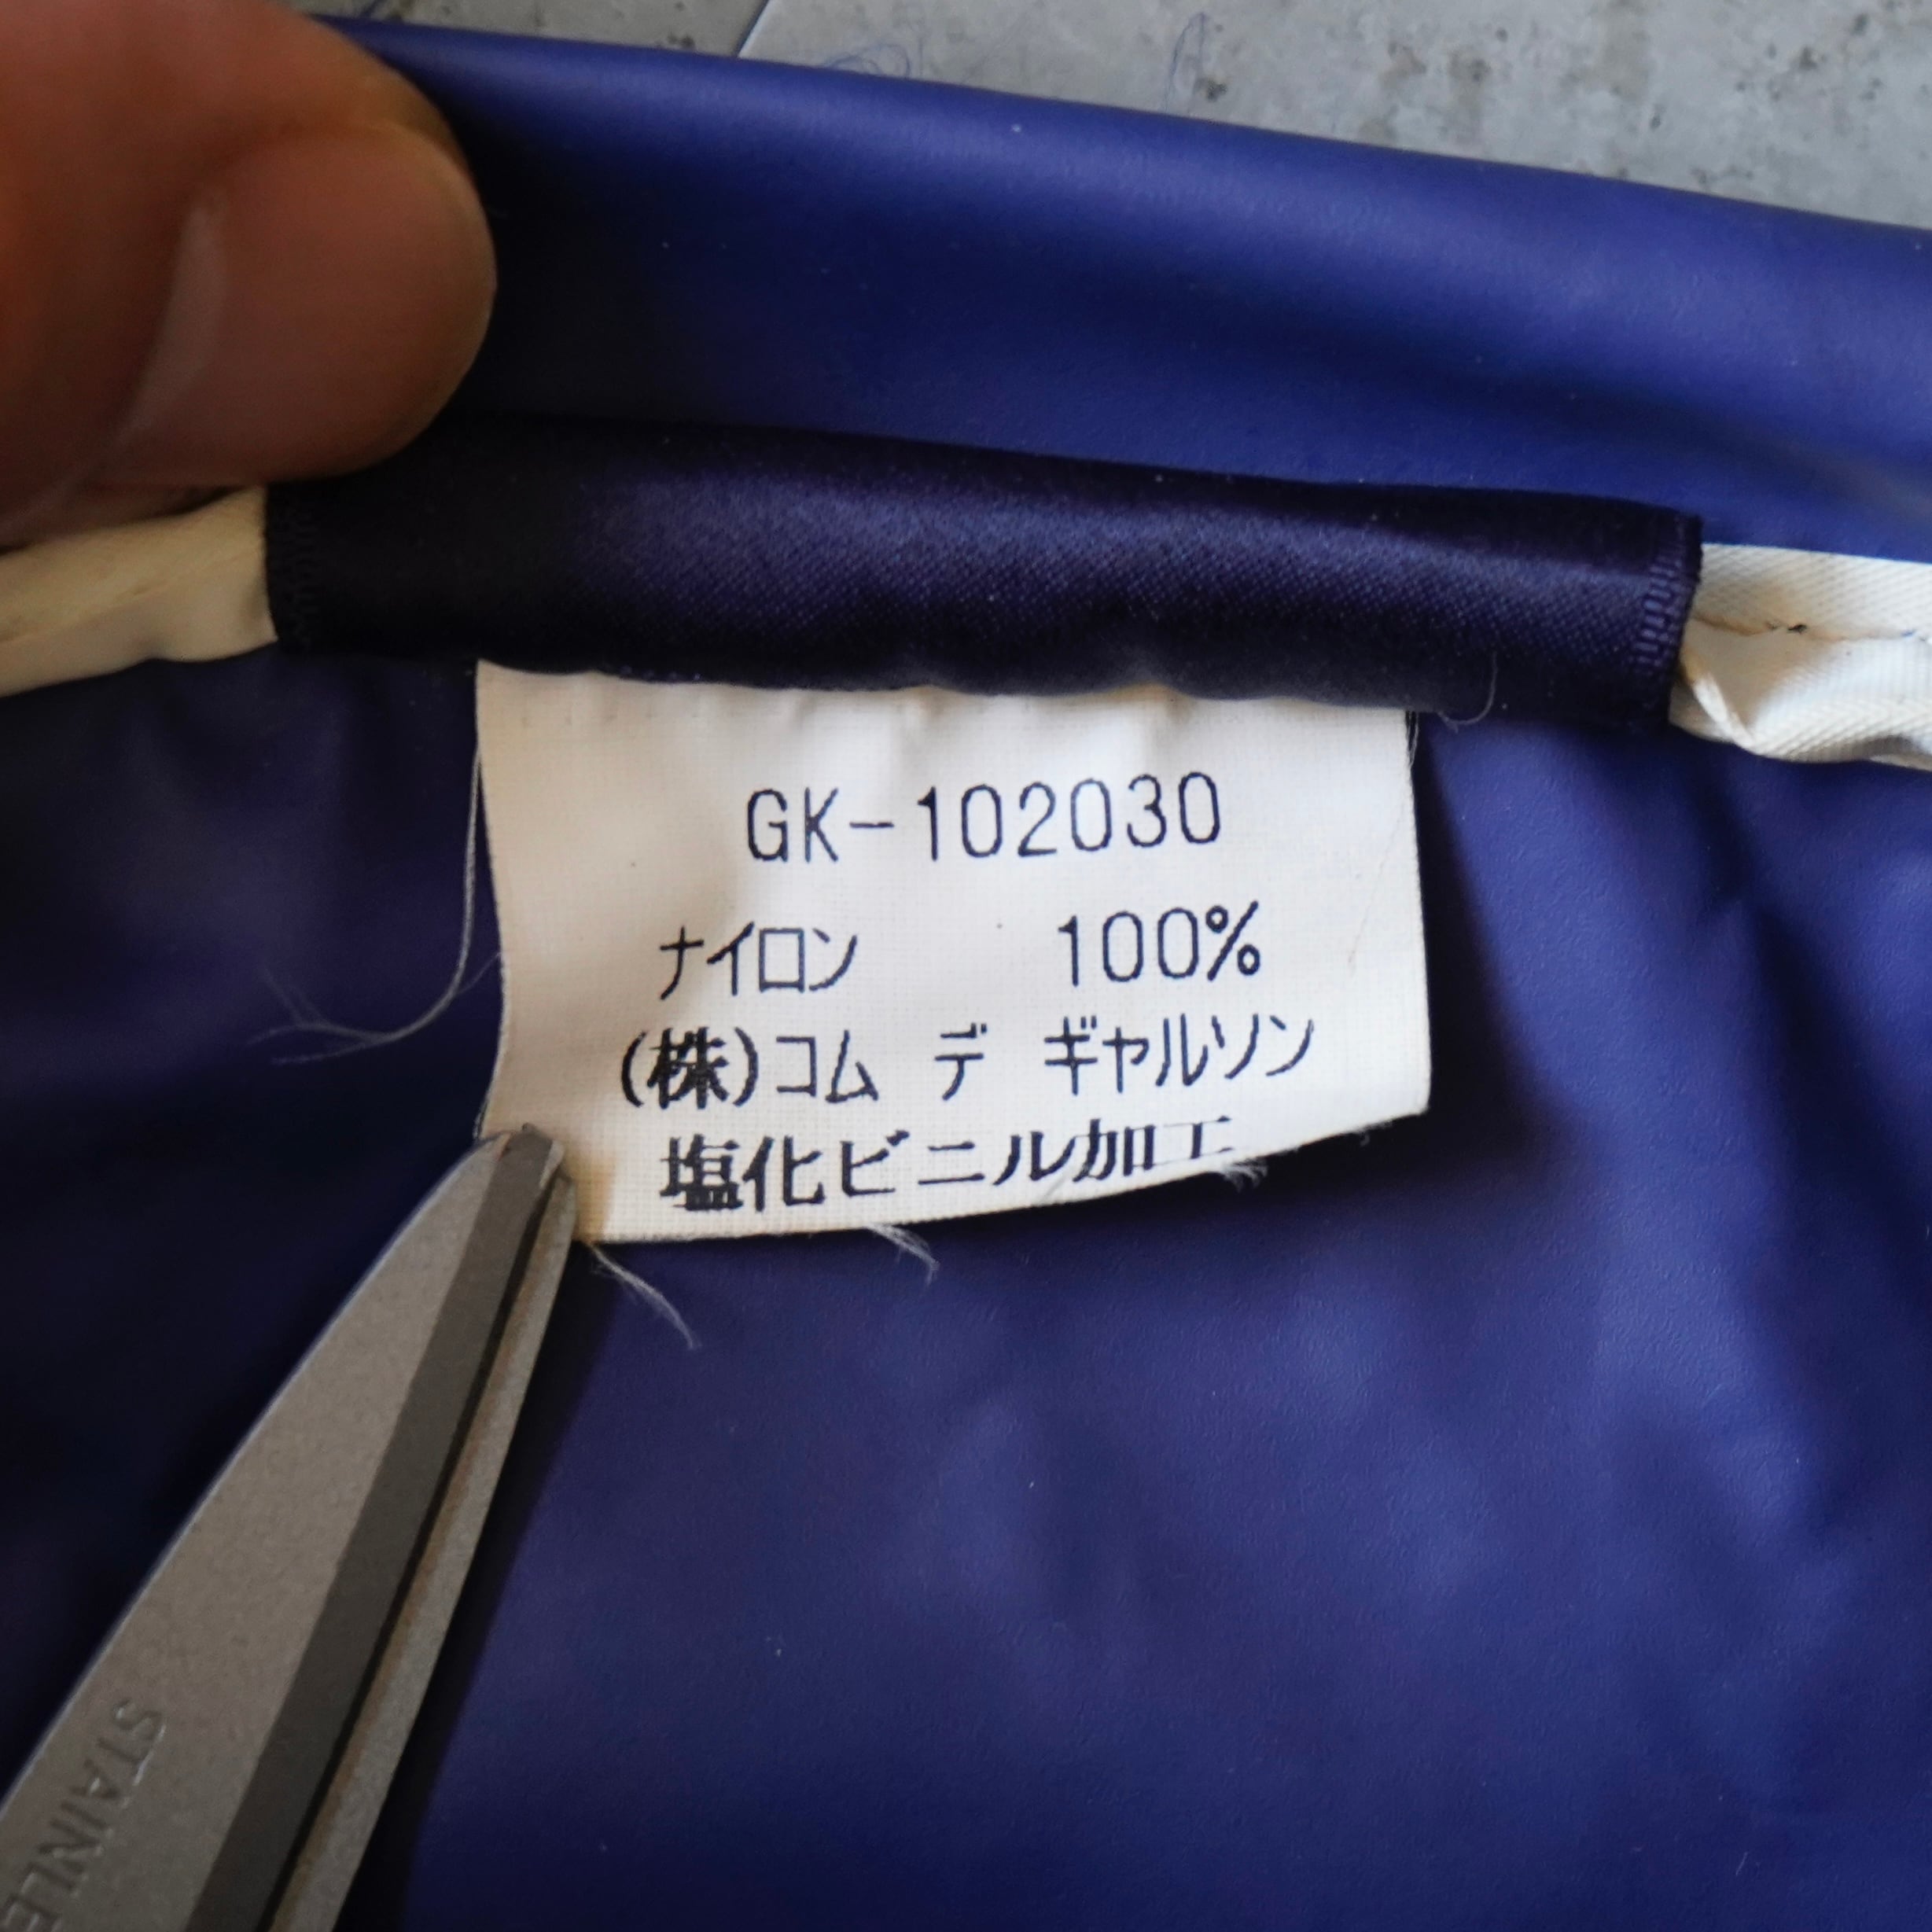 GK-102030
ナイロン 100%
(株)コム デ ギャルソン
塩化ビニル加工
STAINLE